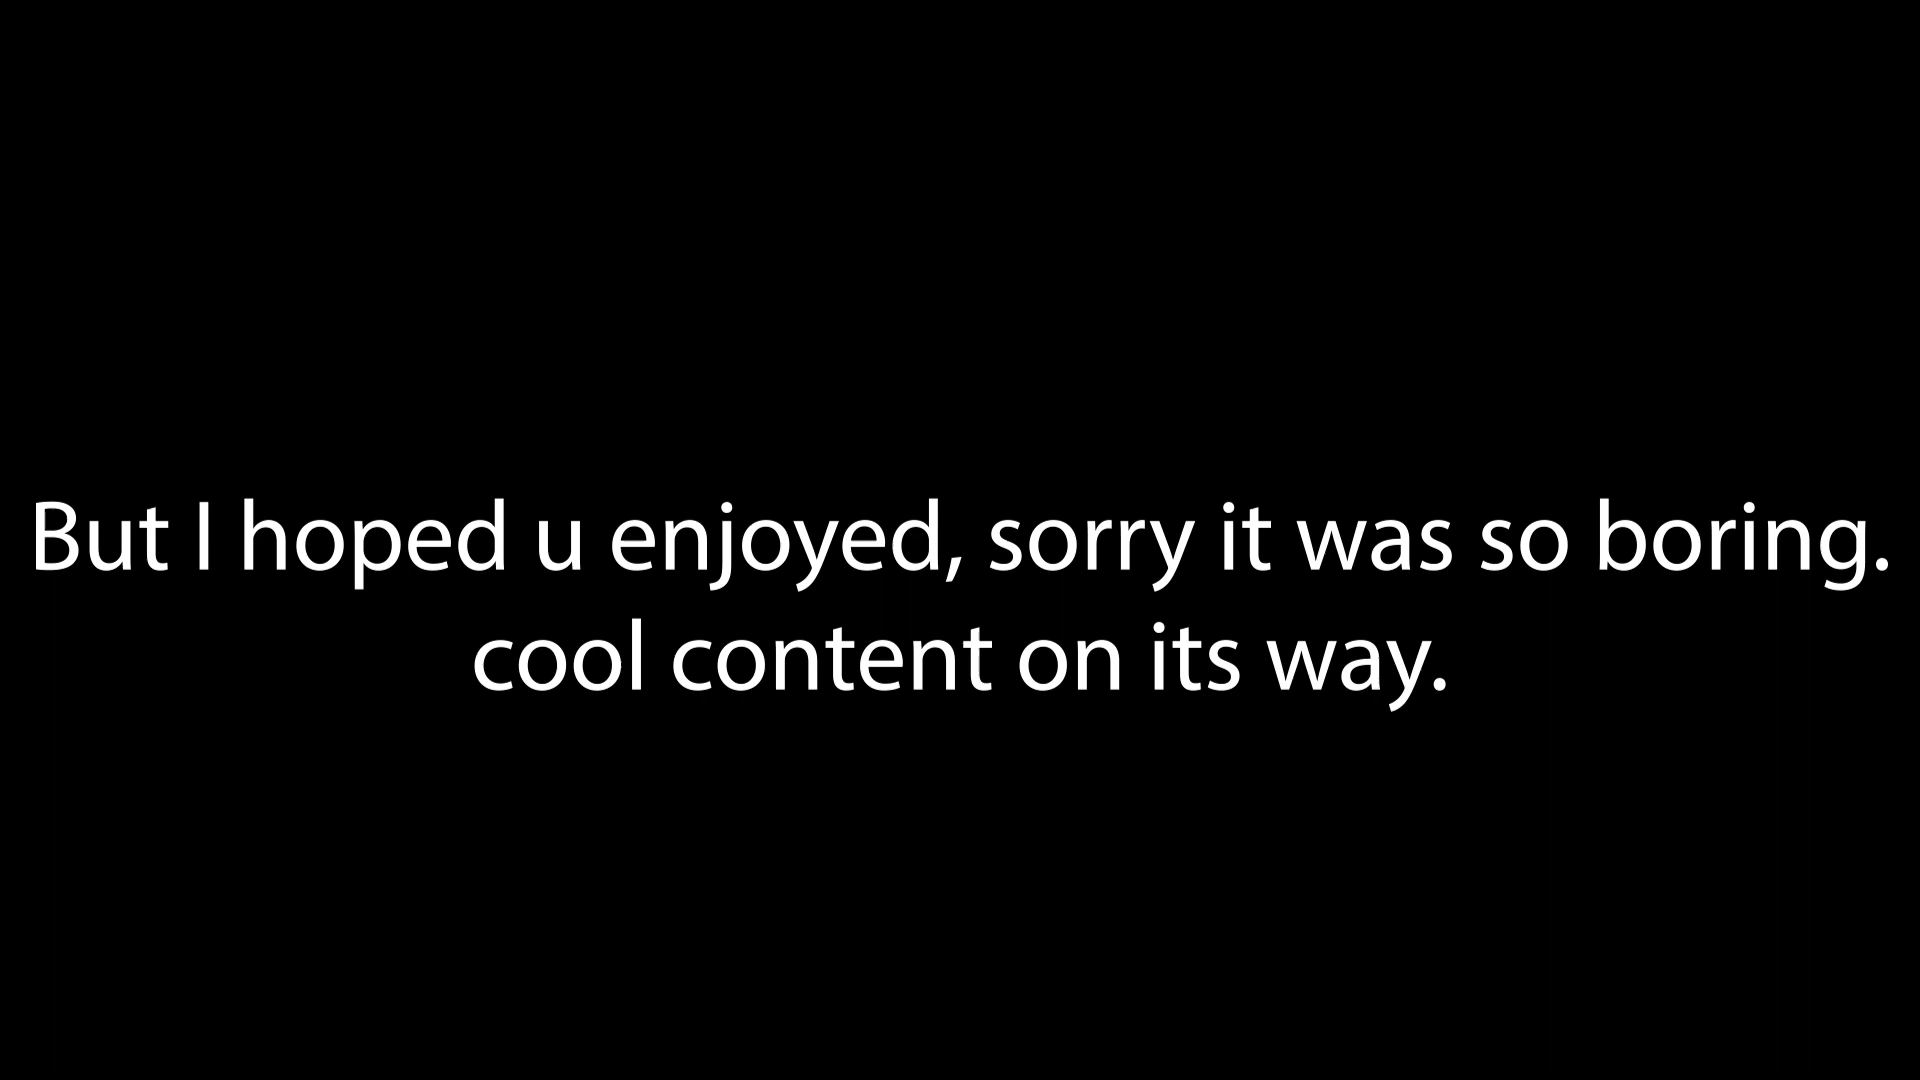 But I hoped u enjoyed, sorry it was so boring.
cool content on its way.